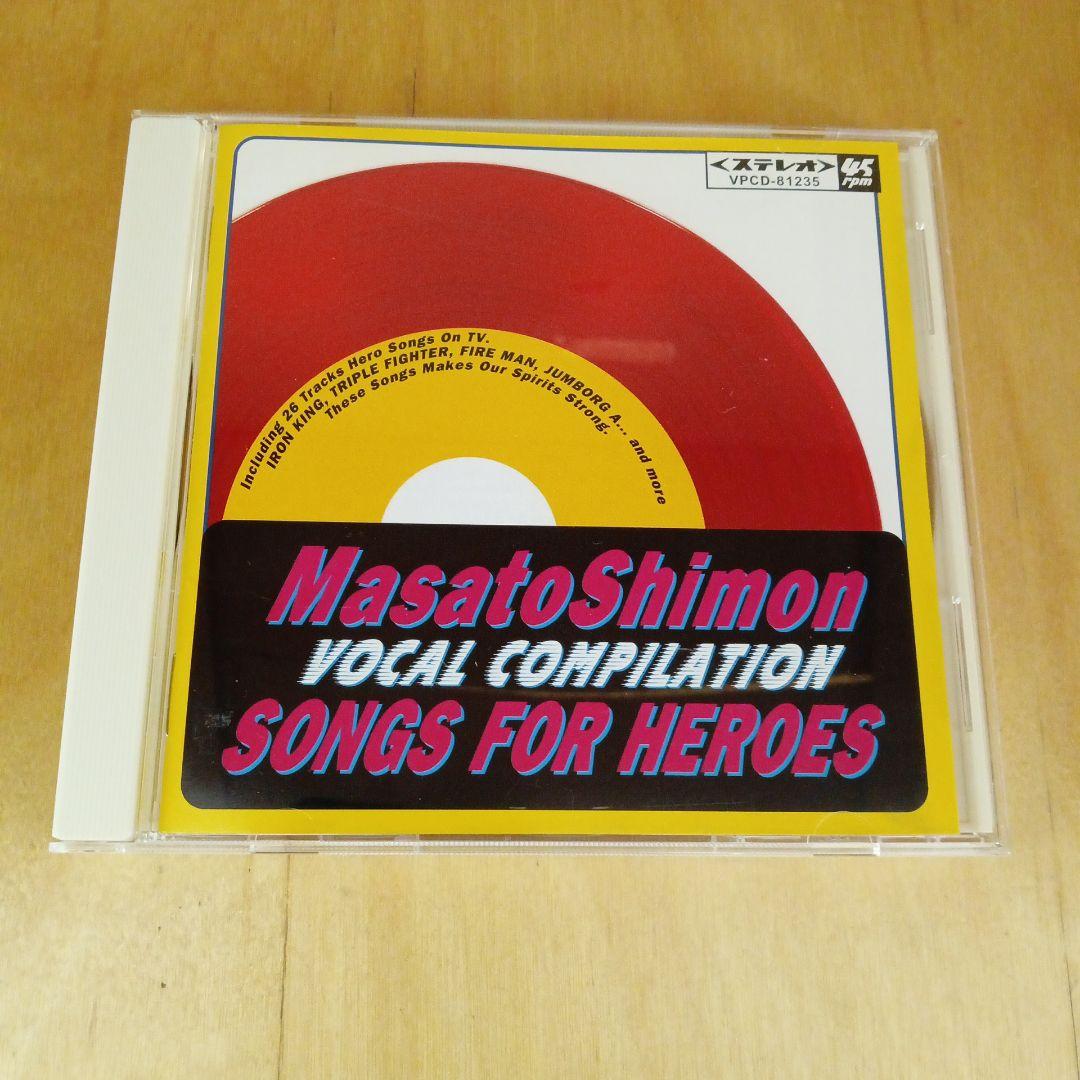 <ステレオ>
VPCD-81235
45
rpm
Including 26 Tracks Hero Songs On TV.
IRON KING, TRIPLE FIGHTER, FIRE MAN, JUMBORG A... and more
These Songs Makes Our Spirits Strong.
MasatoShimon
VOCAL COMPILATION
SONGS FOR HEROES